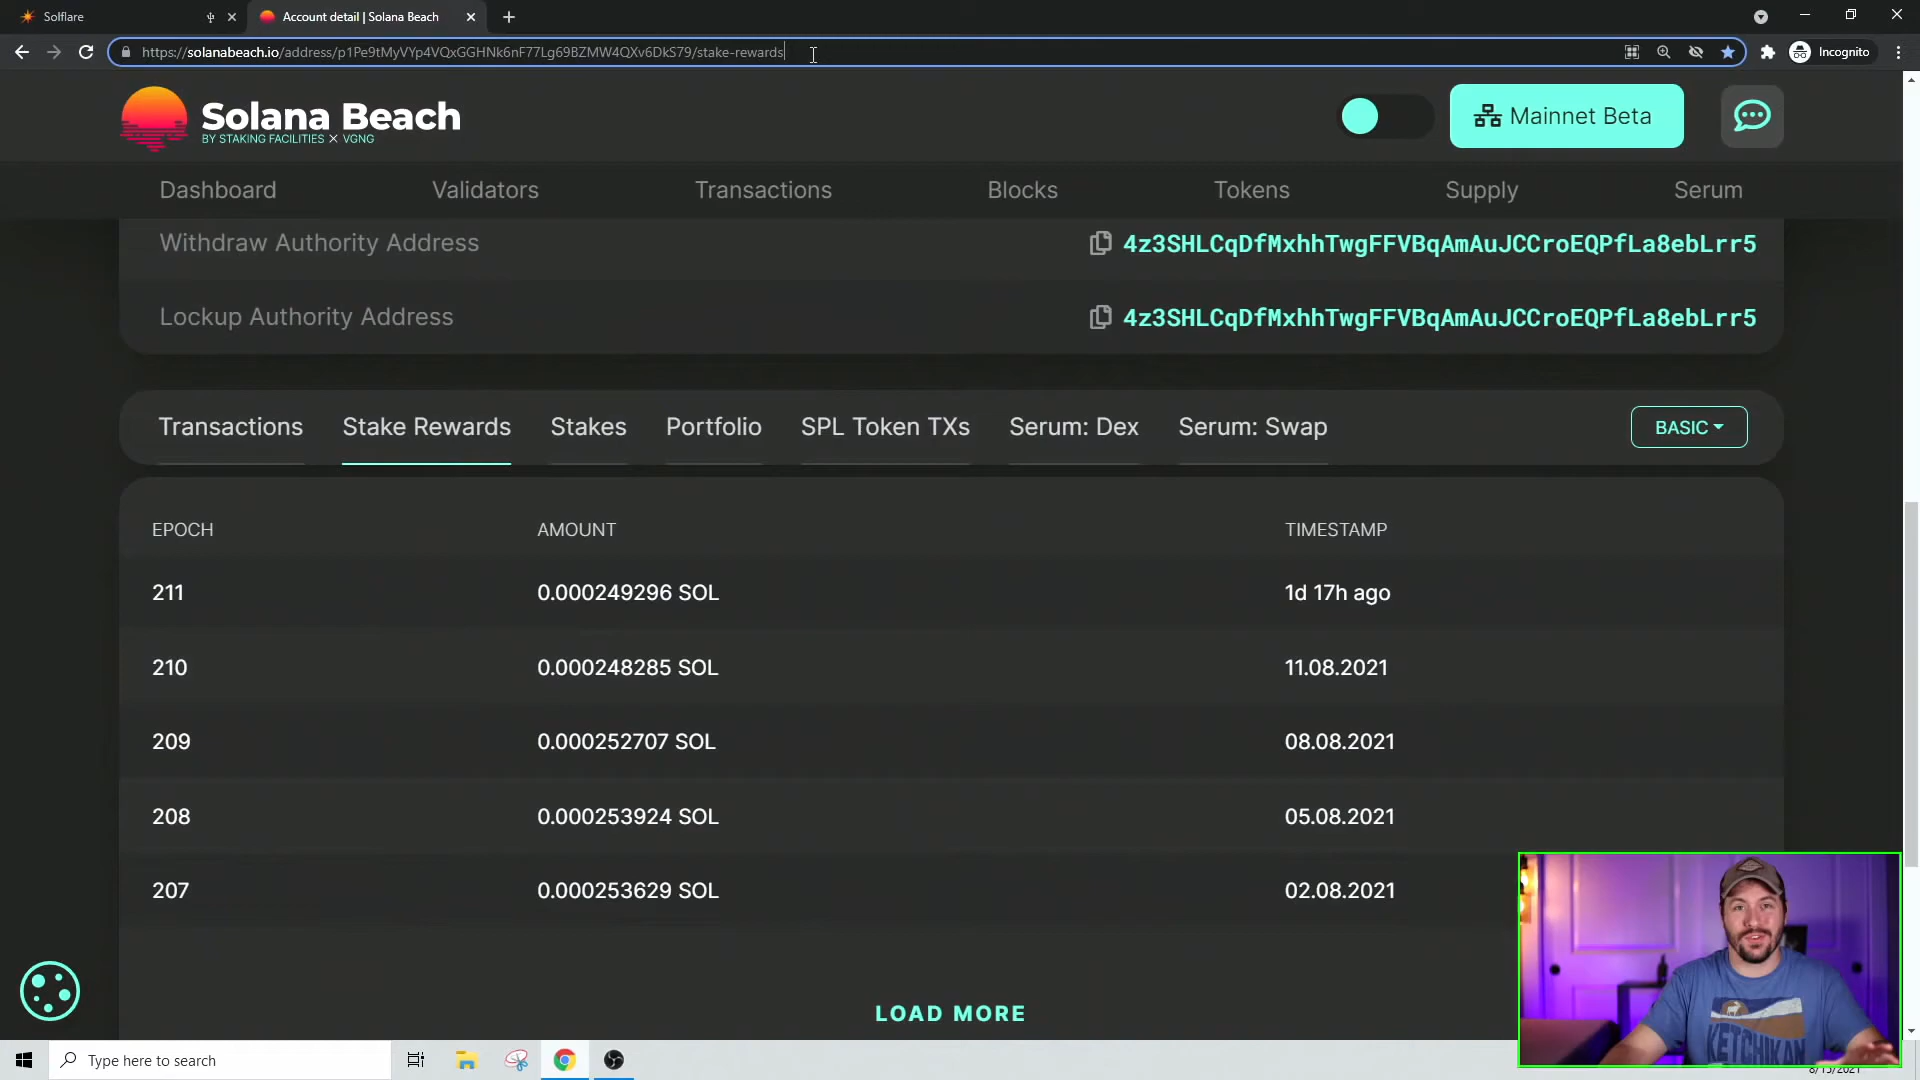 Solflare
Account detail | Solana Beach
https://solanabeach.io/address/p1Pe9tMyVYp4VQxGGHNk6nF77Lg69BZMW4QXv6DkS79/stake-rewards
Incognito
Solana Beach
BY STAKING FACILITIES × VGNG
Mainnet Beta
Dashboard Validators Transactions Blocks Tokens Supply Serum
Withdraw Authority Address 4z3SHLCqDfMxhhTwgFFVBqAmAuJCCroEQPfLa8ebLrr5
Lockup Authority Address 4z3SHLCqDfMxhhTwgFFVBqAmAuJCCroEQPfLa8ebLrr5
Transactions Stake Rewards Stakes Portfolio SPL Token TXs Serum: Dex Serum: Swap BASIC
EPOCH AMOUNT TIMESTAMP
211 0.000249296 SOL 1d 17h ago
210 0.000248285 SOL 11.08.2021
209 0.000252707 SOL 08.08.2021
208 0.000253924 SOL 05.08.2021
207 0.000253629 SOL 02.08.2021
LOAD MORE
KETCHIKAN
Type here to search
8/15/2021